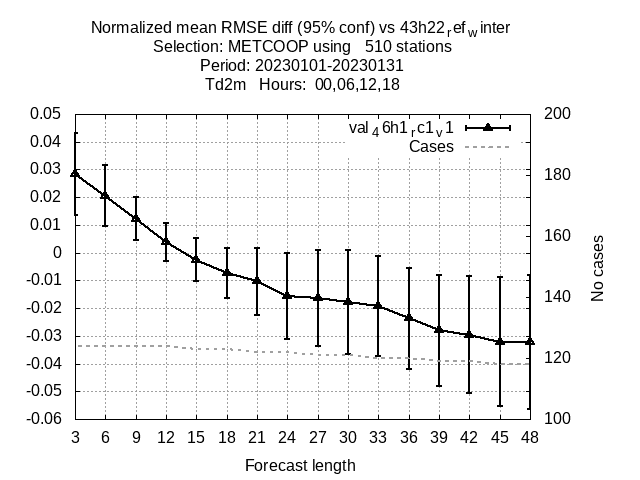 Normalized mean RMSE diff (95% conf) vs 43h22ref_winter
Selection: METCOOP using   510 stations
Period: 20230101-20230131
Td2m   Hours:  00,06,12,18
0.05
0.04
0.03
0.02
0.01
0
-0.01
-0.02
-0.03
-0.04
-0.05
-0.06
val46h1rc1v1
Cases
200
180
160
140
120
100
No cases
3 6 9 12 15 18 21 24 27 30 33 36 39 42 45 48
Forecast length